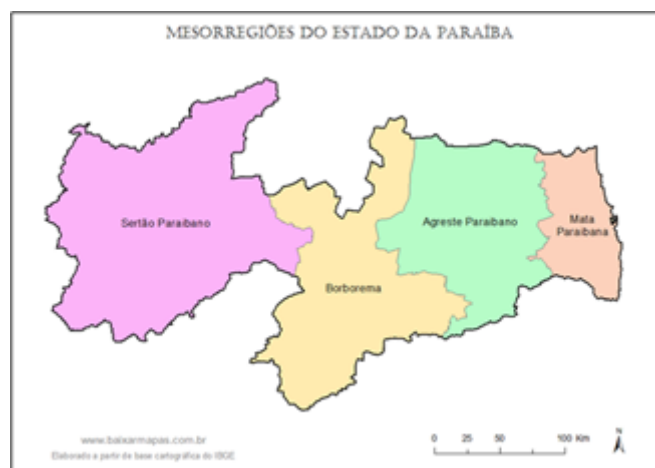 MESORREGIÕES DO ESTADO DA PARAÍBA
Sertão Paraibano
Agreste Paraibano
Mata
Paraibana
Borborema
www.baixarmapas.com.br
Elaborado a partir de base cartográfica do IBGE
0 25 50 100 Km
N